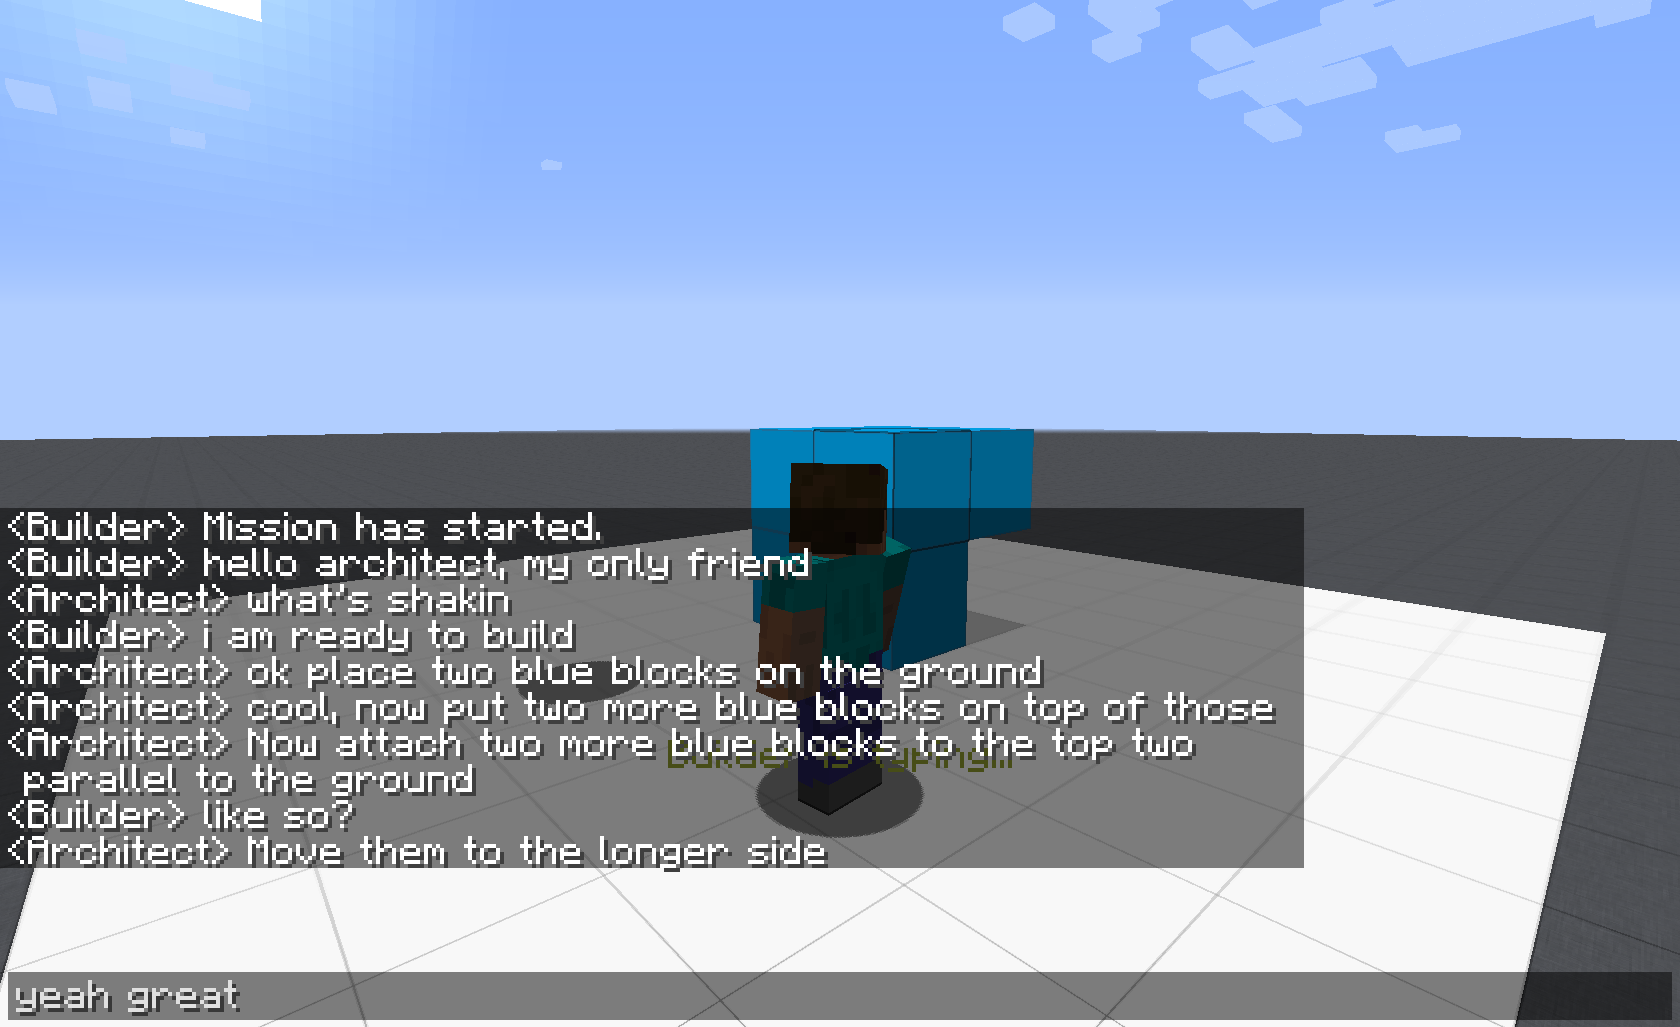 <Builder> Mission has started.
<Builder> hello architect, my only friend
<Architect> what's shakin
<Builder> i am ready to build
<Architect> ok place two blue blocks on the ground
<Architect> cool, now put two more blue blocks on top of those
<Architect> Now attach two more blue blocks to the top two
parallel to the ground
Builder is typing...
<Builder> like so?
<Architect> Move them to the longer side
yeah great